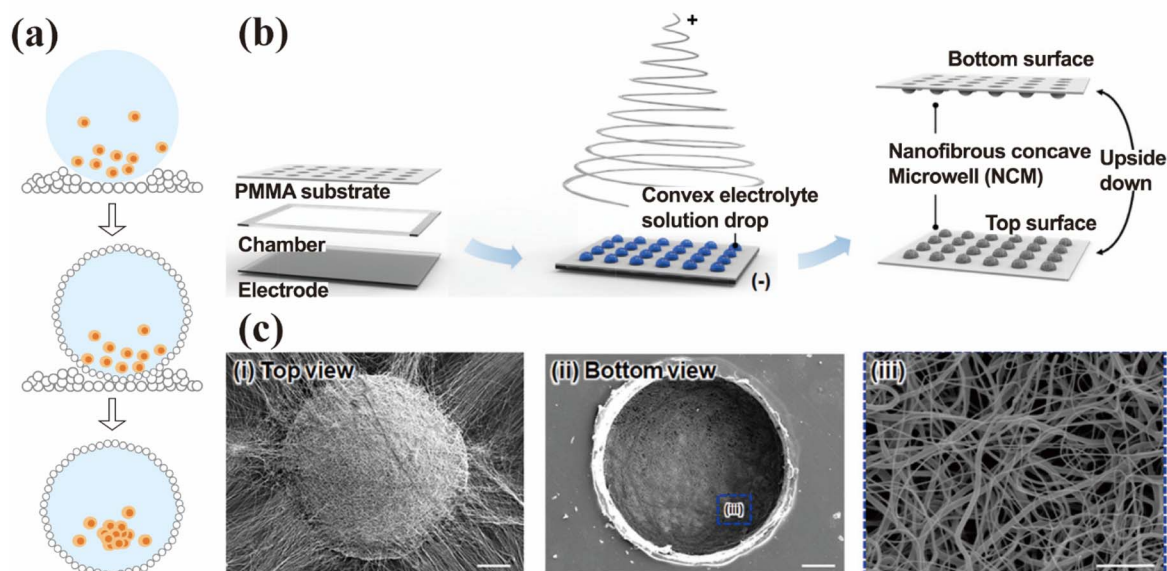 (a)
(b)
+
PMMA substrate
Chamber
Electrode
Convex electrolyte
solution drop
(-)
Bottom surface
Nanofibrous concave
Microwell (NCM)
Upside
down
Top surface
(c)
(i) Top view
(ii) Bottom view
(iii)
(iii)